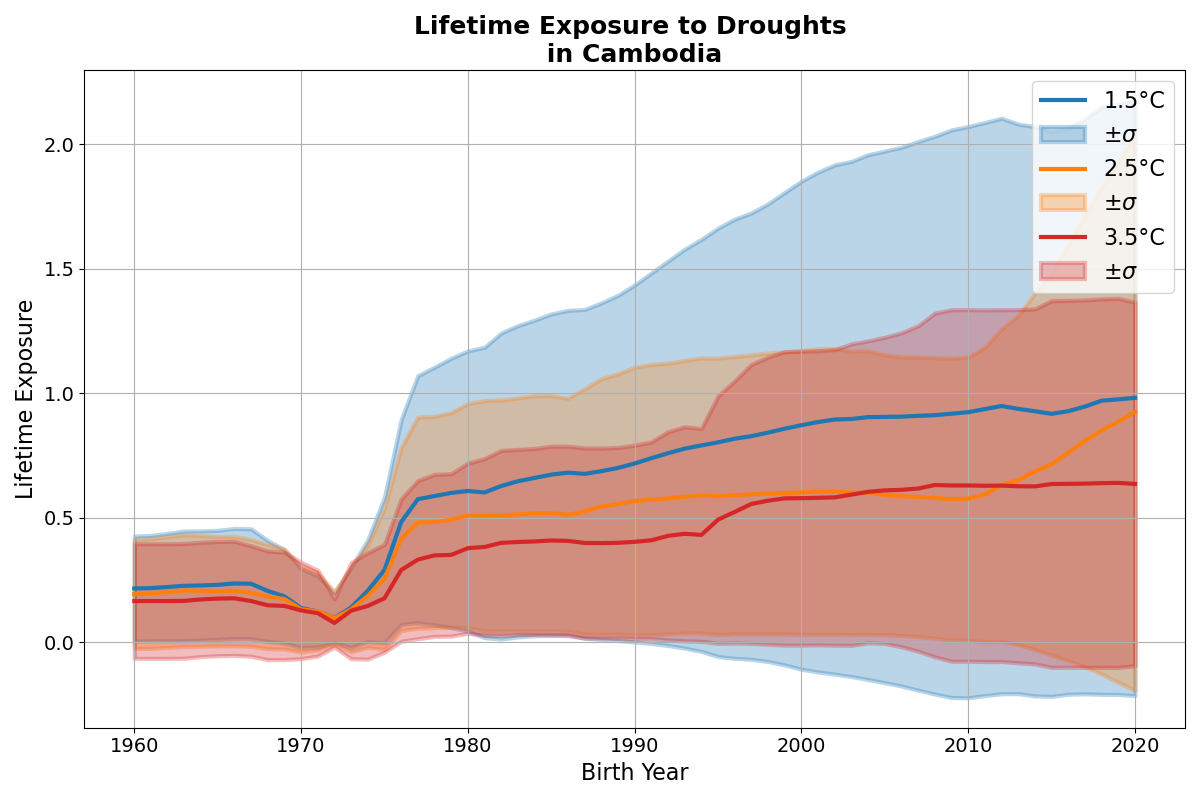 Lifetime Exposure to Droughts
in Cambodia
1.5°C
±σ
2.5°C
±σ
3.5°C
±σ
Lifetime Exposure
2.0
1.5
1.0
0.5
0.0
1960 1970 1980 1990 2000 2010 2020
Birth Year